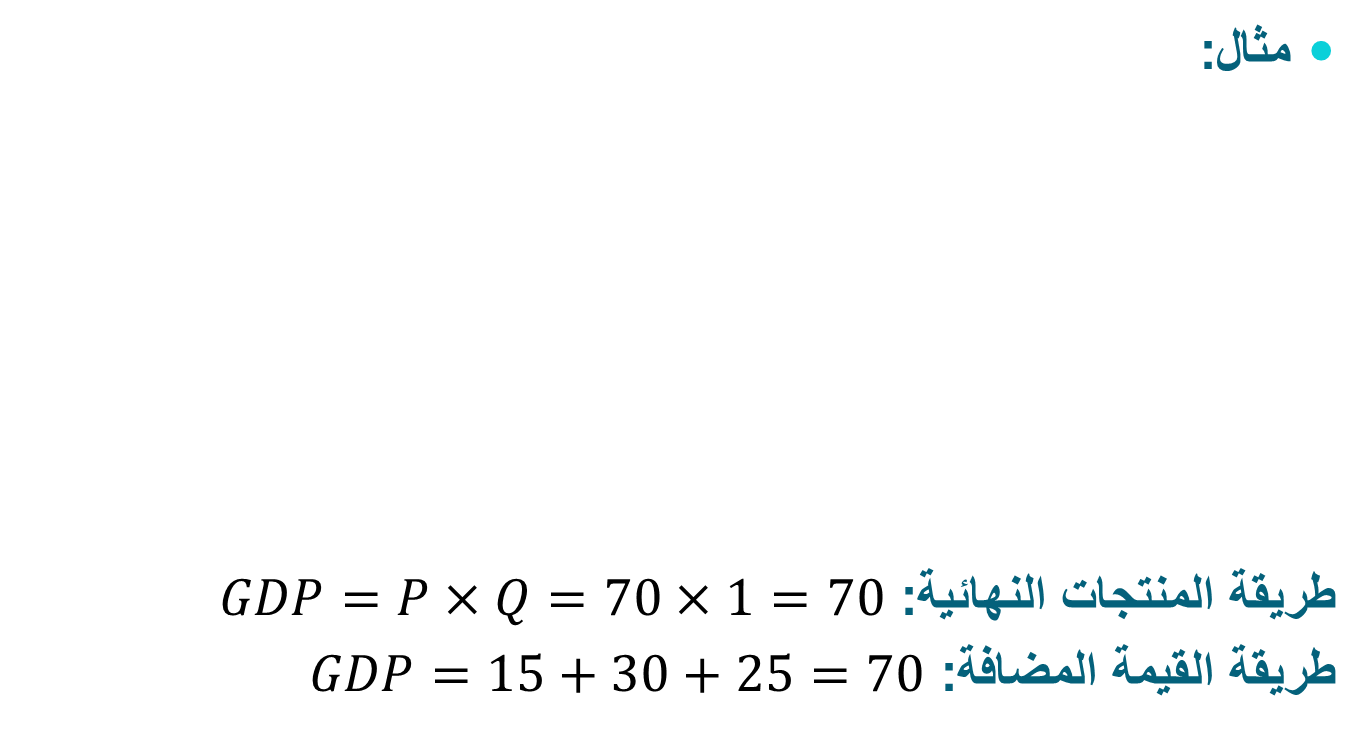 • مثال:
طريقة المنتجات النهائية: GDP = P × Q = 70 × 1 = 70
طريقة القيمة المضافة: GDP = 15 + 30 + 25 = 70